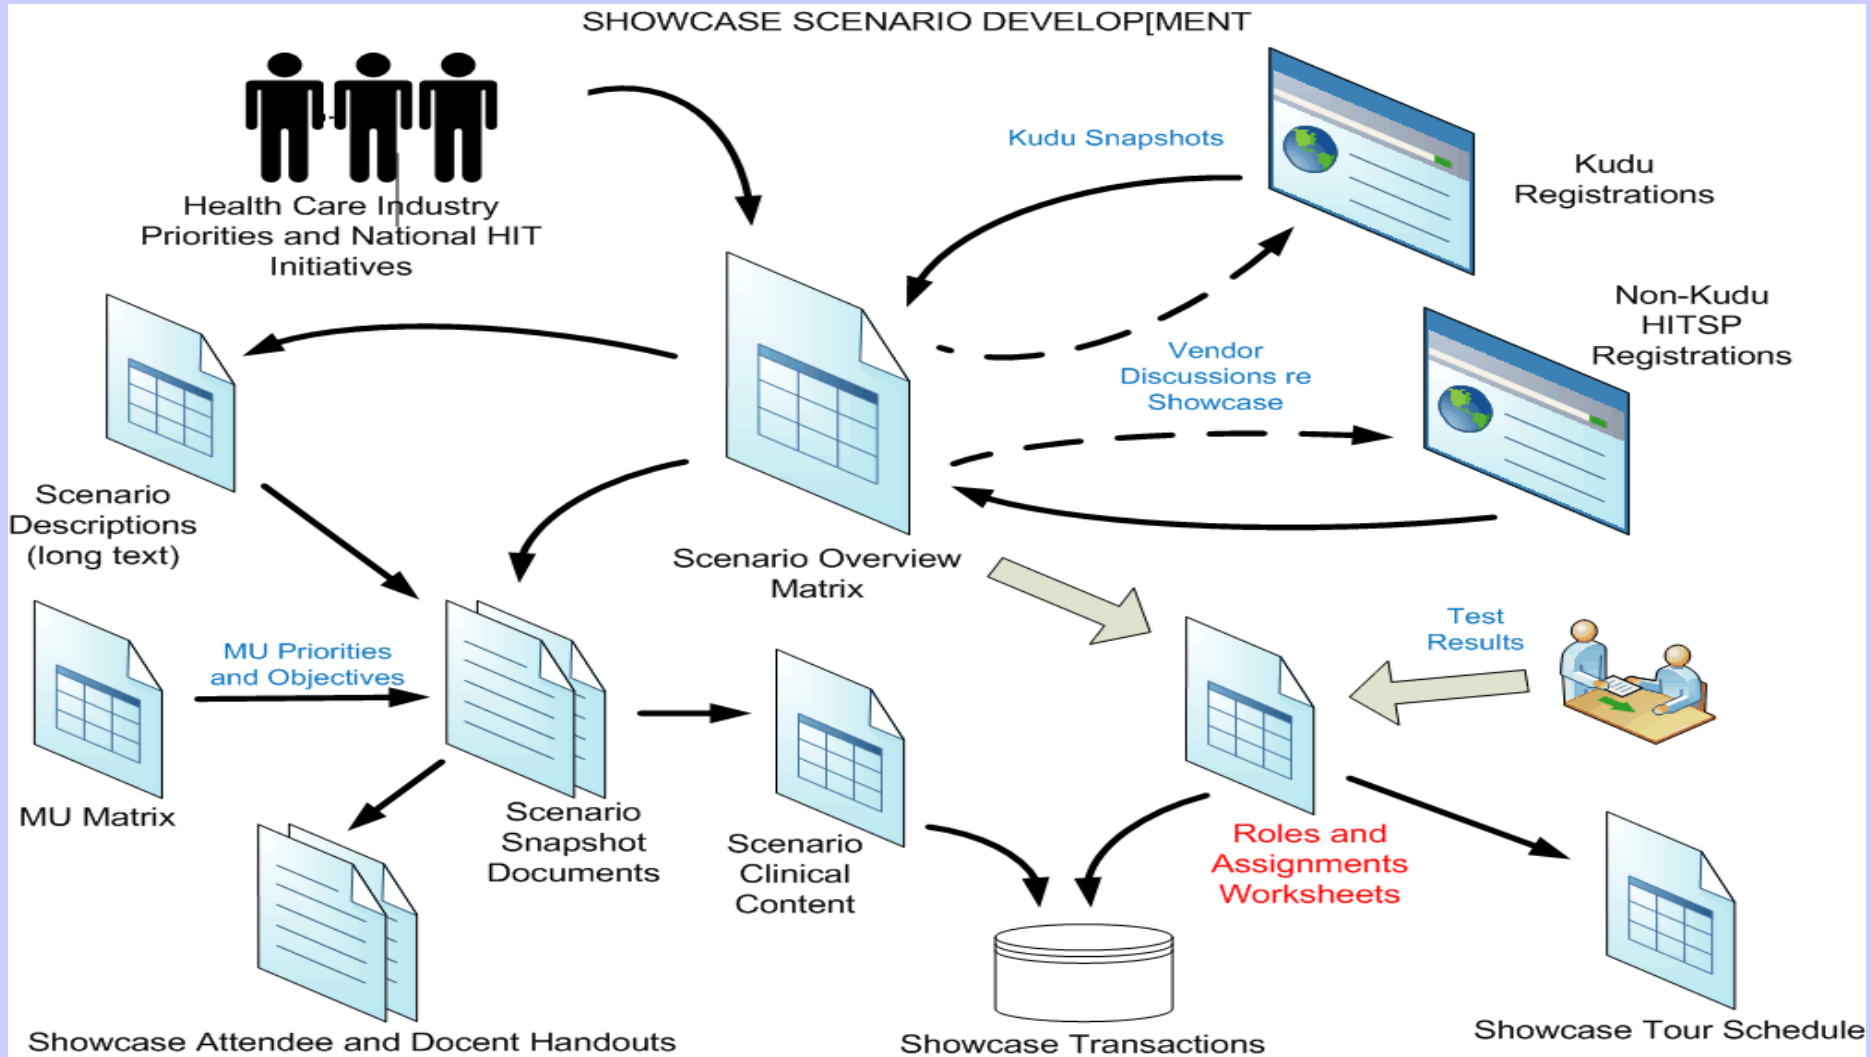 SHOWCASE SCENARIO DEVELOP[MENT
Health Care Industry
Priorities and National HIT
Initiatives
Kudu Snapshots
Kudu
Registrations
Non-Kudu
HITSP
Registrations
Vendor
Discussions re
Showcase
Scenario
Descriptions
(long text)
Scenario Overview
Matrix
MU Priorities
and Objectives
Test
Results
MU Matrix
Scenario
Snapshot
Documents
Scenario
Clinical
Content
Roles and
Assignments
Worksheets
Showcase Attendee and Docent Handouts
Showcase Transactions
Showcase Tour Schedule